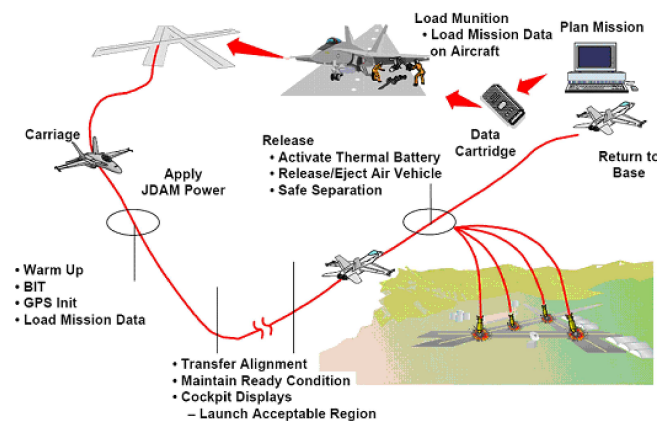 Load Munition
• Load Mission Data
on Aircraft
Plan Mission
Data
Cartridge
Return to
Base
Carriage
Apply
JDAM Power
Release
• Activate Thermal Battery
• Release/Eject Air Vehicle
• Safe Separation
• Warm Up
• BIT
• GPS Init
• Load Mission Data
• Transfer Alignment
• Maintain Ready Condition
• Cockpit Displays
– Launch Acceptable Region